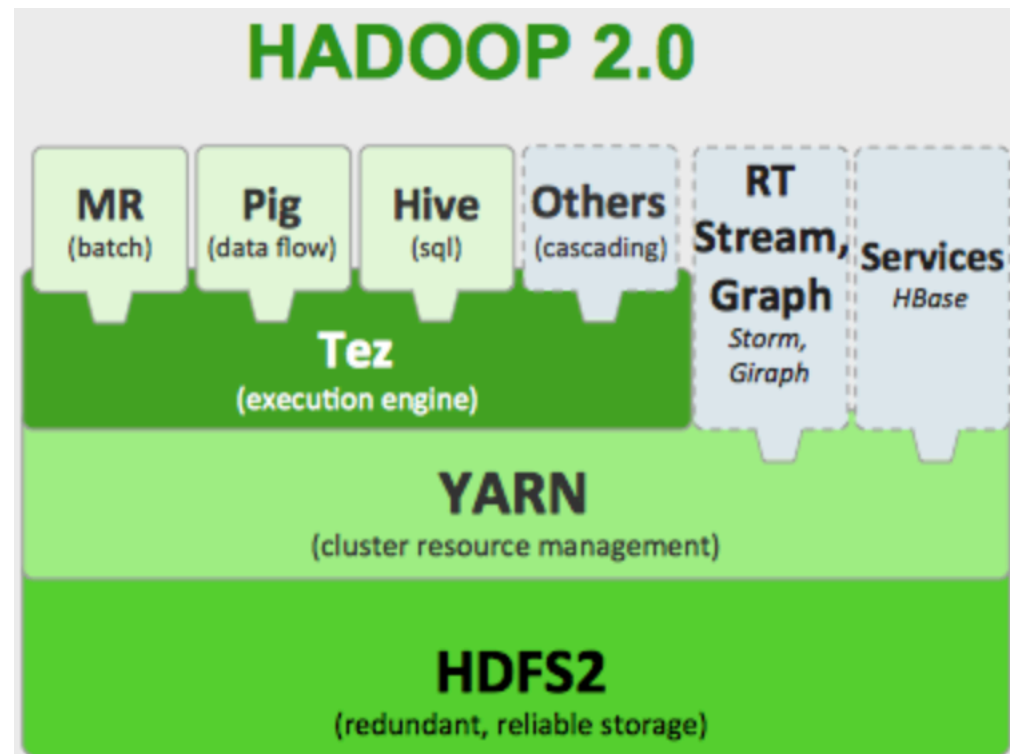 HADOOP 2.0
MR
(batch)
Pig
(data flow)
Hive
(sql)
Others
(cascading)
RT
Stream,
Graph
Storm,
Giraph
Services
HBase
Tez
(execution engine)
YARN
(cluster resource management)
HDFS2
(redundant, reliable storage)